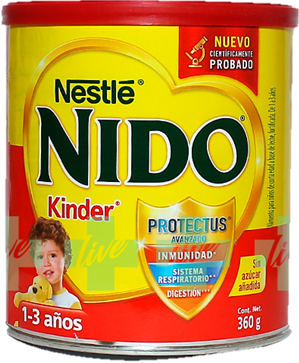 NUEVO
CIENTÍFICAMENTE
PROBADO
Nestlé®
NIDO®
Kinder®
PROTECTUS®
AVANZADO
INMUNIDAD*
SISTEMA
RESPIRATORIO**
DIGESTIÓN***
live
1-3 años
Sin
azúcar
añadida
Cont. Net.
360 g